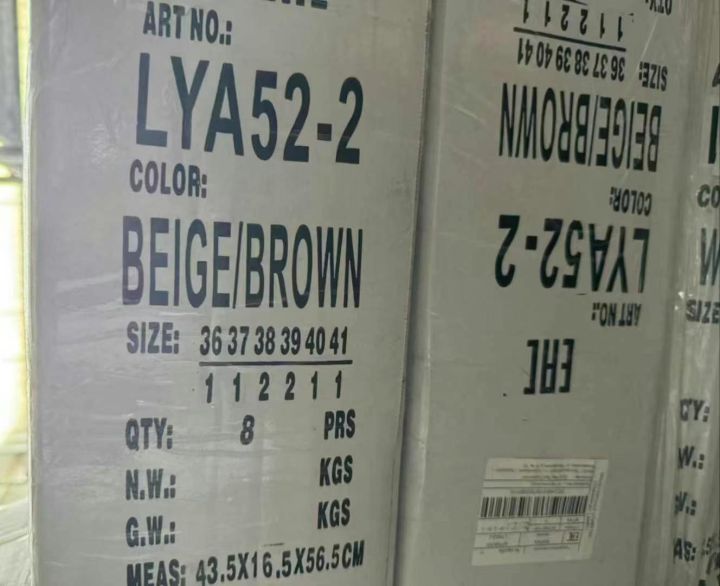 ART NO.:
LYA52-2
COLOR:
BEIGE/BROWN
SIZE: 36 37 38 39 40 41
1 1 2 2 1 1
QTY: 8 PRS
N.W.: KGS
G.W.: KGS
MEAS: 43.5X16.5X56.5CM
EAC
ART NO.:
LYA52-2
COLOR:
BEIGE/BROWN
SIZE: 36 37 38 39 40 41
1 1 2 2 1 1
QTY: